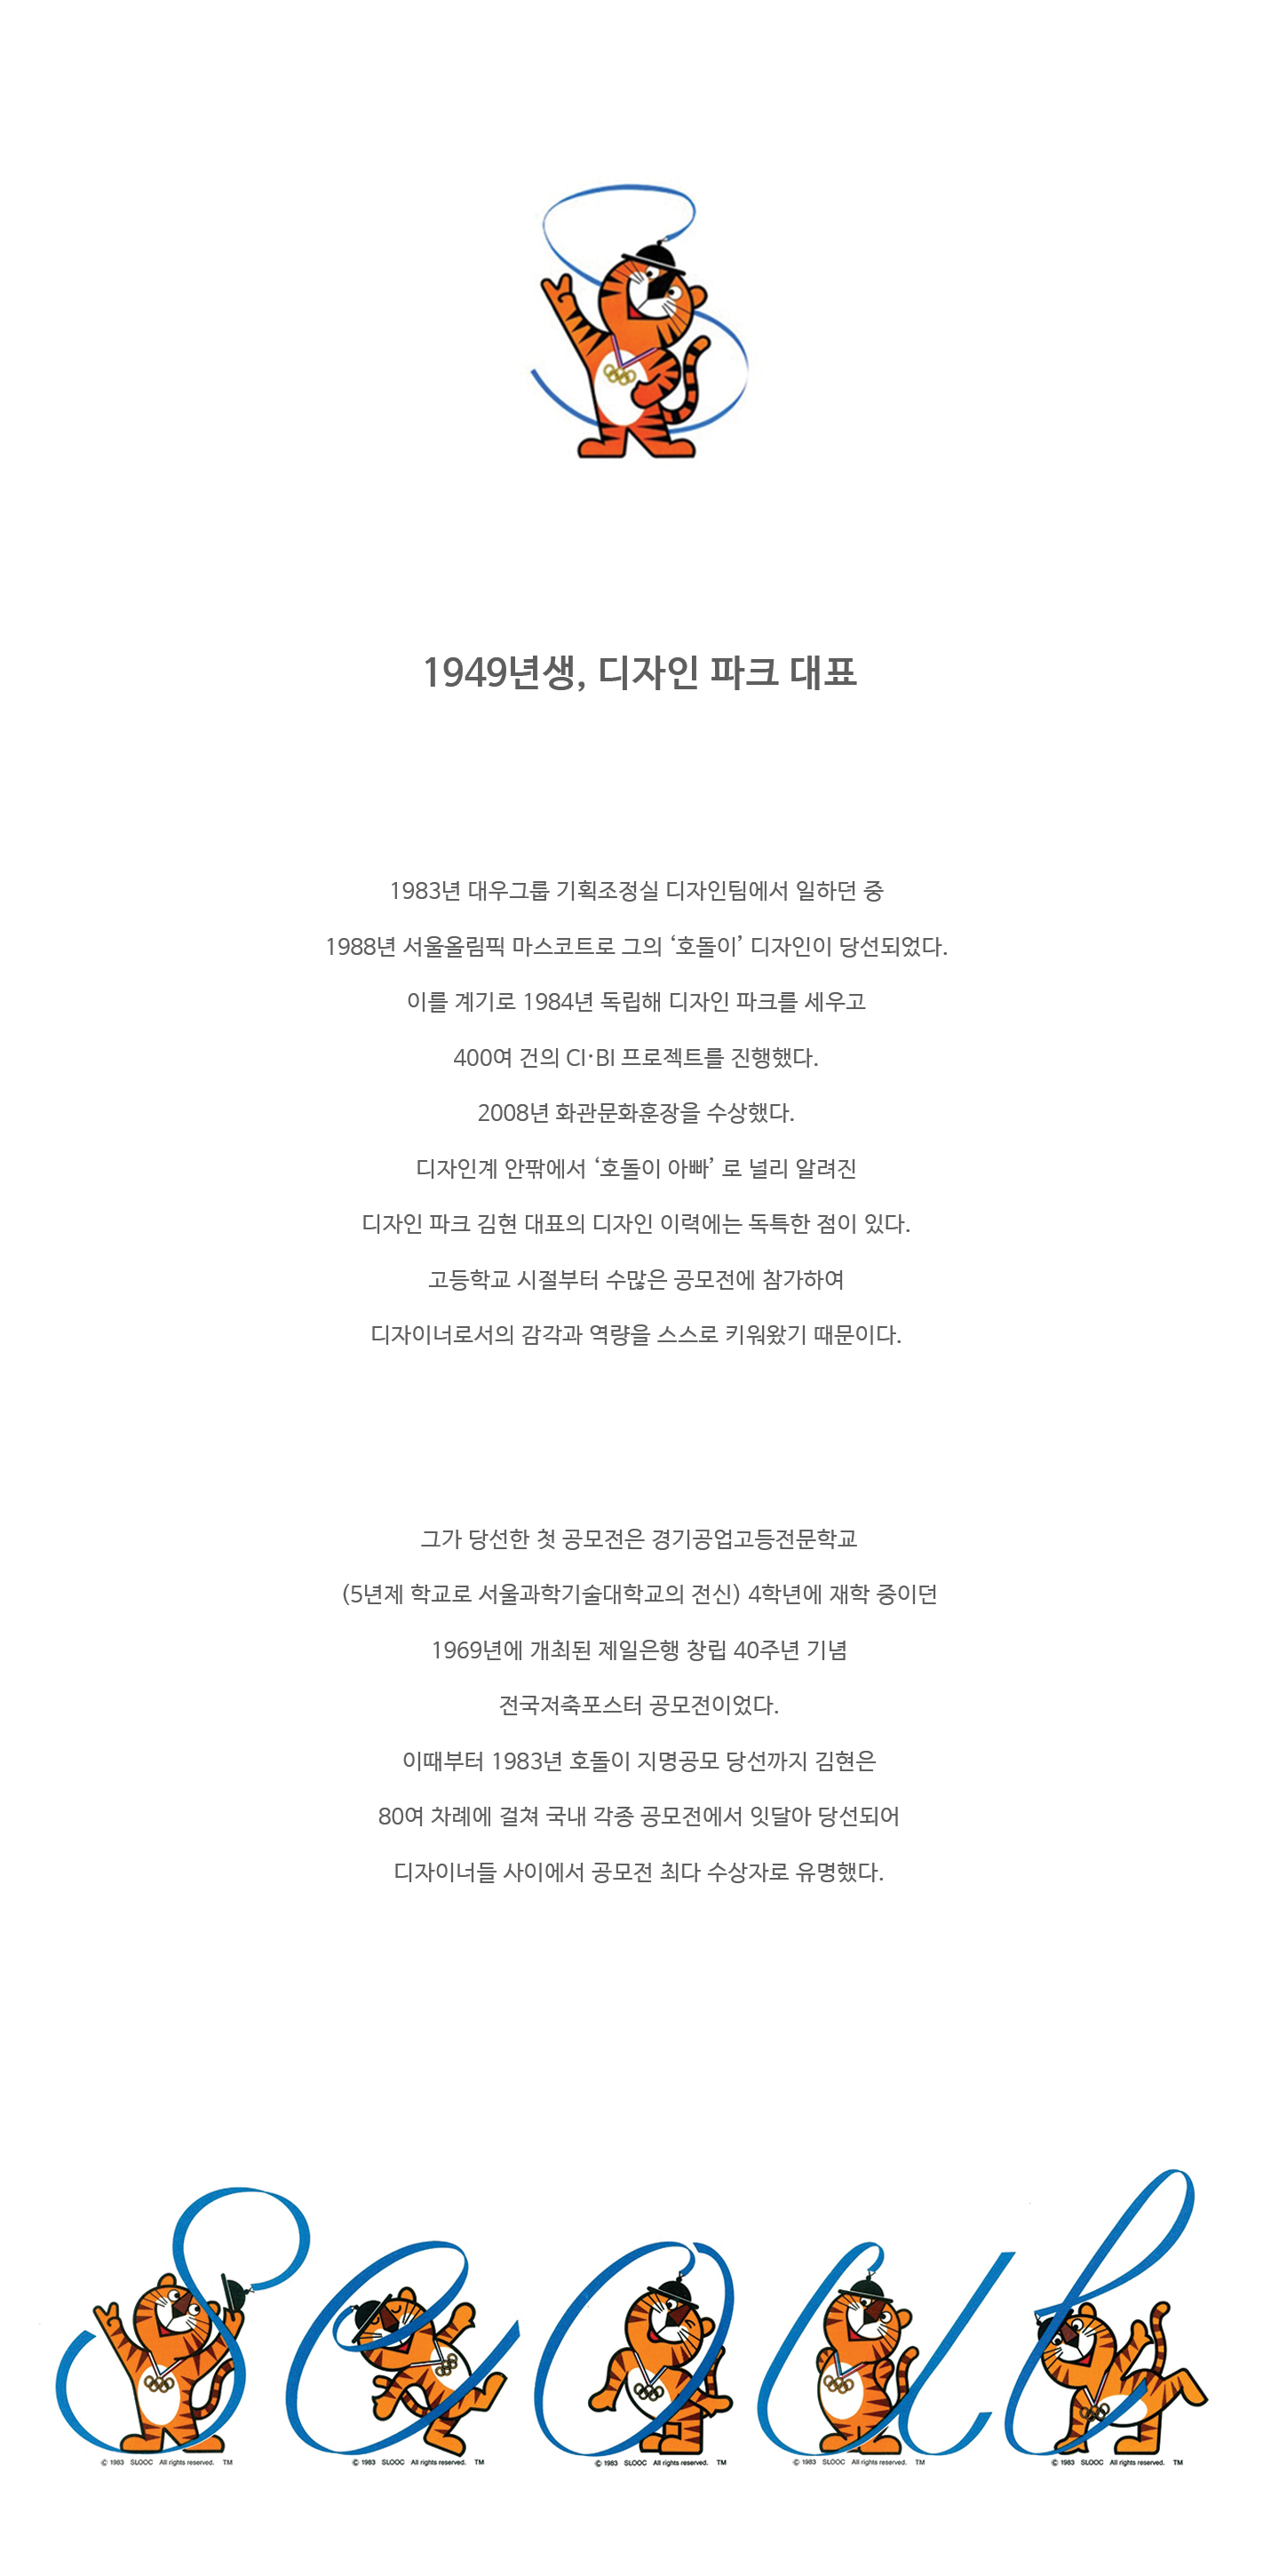 1949년생, 디자인 파크 대표
1983년 대우그룹 기획조정실 디자인팀에서 일하던 중
1988년 서울올림픽 마스코트로 그의 ‘호돌이’ 디자인이 당선되었다.
이를 계기로 1984년 독립해 디자인 파크를 세우고
400여 건의 CI·BI 프로젝트를 진행했다.
2008년 화관문화훈장을 수상했다.
디자인계 안팎에서 ‘호돌이 아빠’ 로 널리 알려진
디자인 파크 김현 대표의 디자인 이력에는 독특한 점이 있다.
고등학교 시절부터 수많은 공모전에 참가하여
디자이너로서의 감각과 역량을 스스로 키워왔기 때문이다.
그가 당선한 첫 공모전은 경기공업고등전문학교
(5년제 학교로 서울과학기술대학교의 전신) 4학년에 재학 중이던
1969년에 개최된 제일은행 창립 40주년 기념
전국저축포스터 공모전이었다.
이때부터 1983년 호돌이 지명공모 당선까지 김현은
80여 차례에 걸쳐 국내 각종 공모전에서 잇달아 당선되어
디자이너들 사이에서 공모전 최다 수상자로 유명했다.
Seoul
© 1983 SLOOC All rights reserved. TM
© 1983 SLOOC All rights reserved. TM
© 1983 SLOOC All rights reserved. TM
© 1983 SLOOC All rights reserved. TM
© 1983 SLOOC All rights reserved. TM